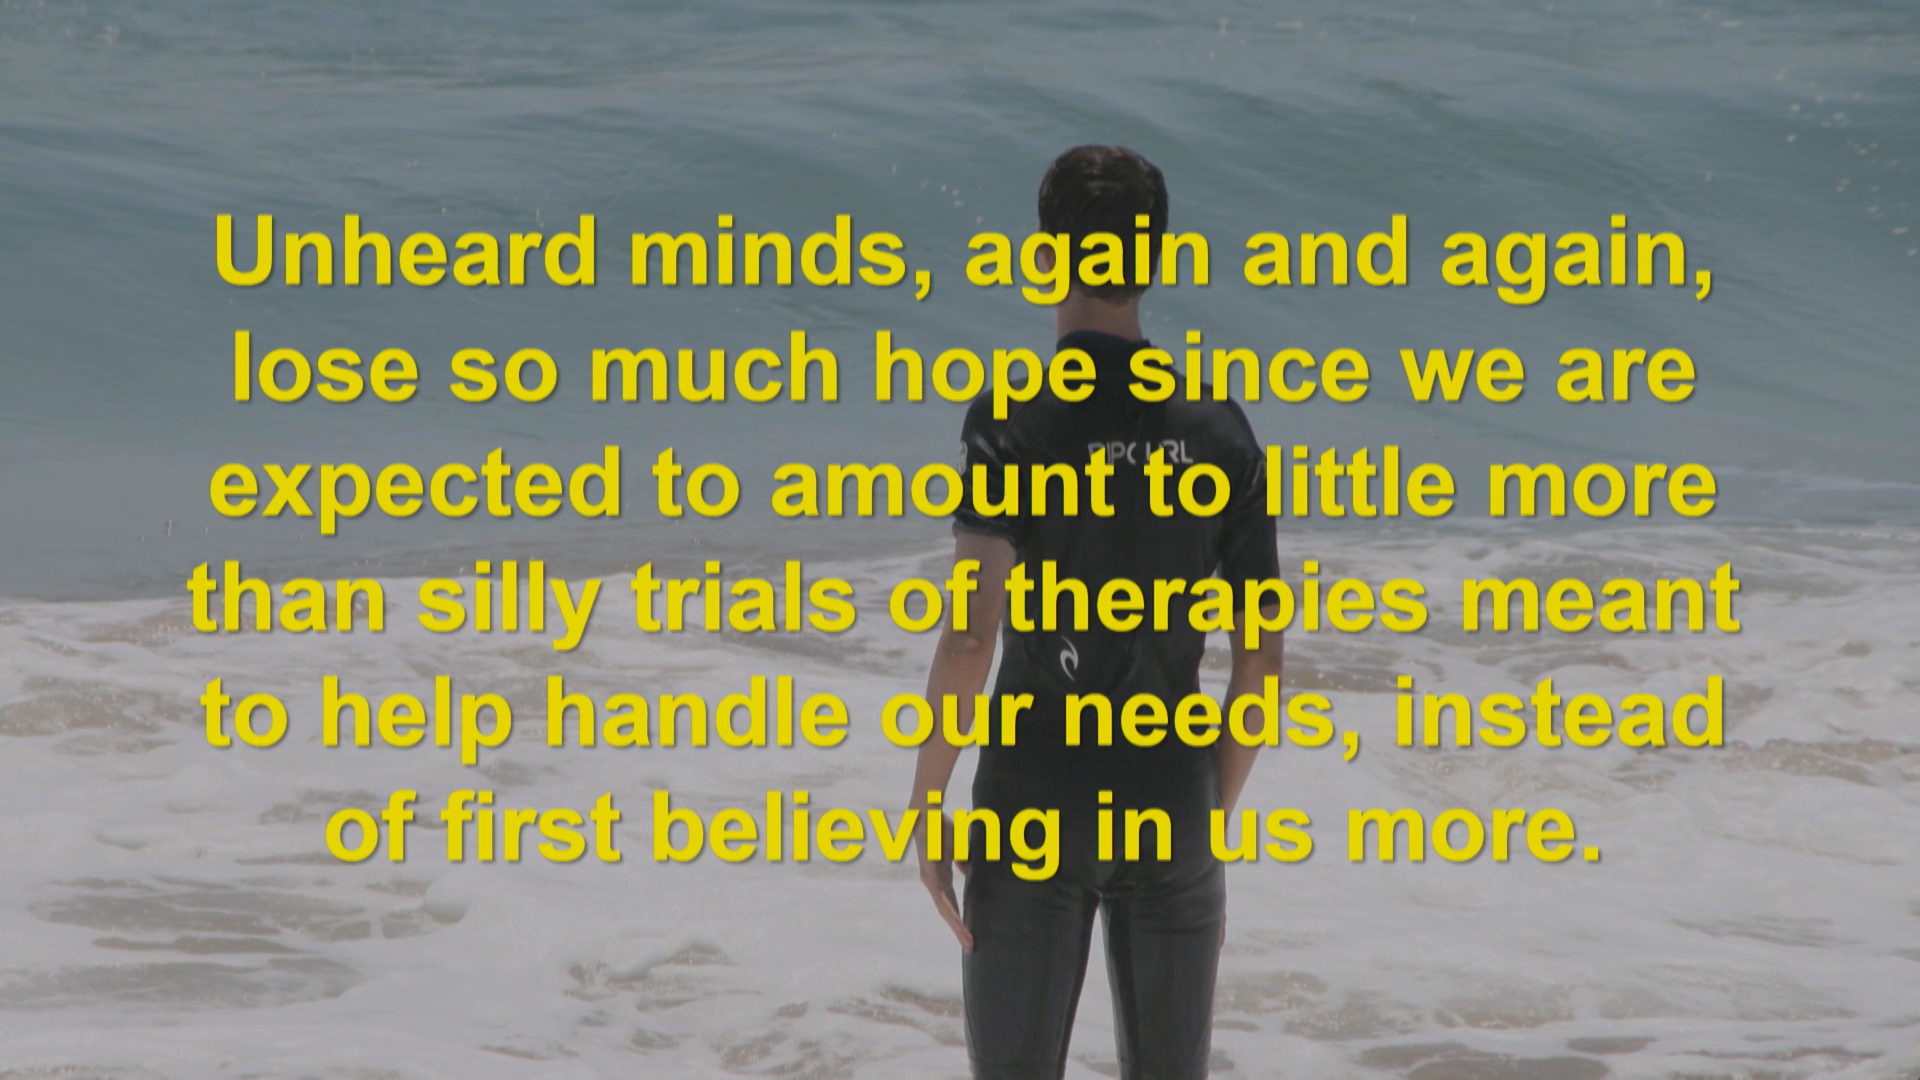 Unheard minds, again and again,
lose so much hope since we are
expected to amount to little more
than silly trials of therapies meant
to help handle our needs, instead
of first believing in us more.